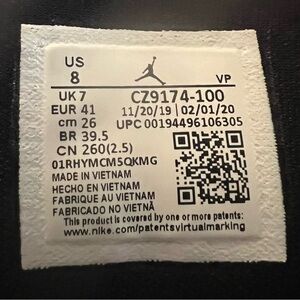 US
8
VP
UK 7
CZ9174-100
EUR 41
11/20/19 | 02/01/20
cm 26
UPC 00194496106305
BR 39.5
CN 260(2.5)
01RHYMCM5QKMG
MADE IN VIETNAM
HECHO EN VIETNAM
FABRIQUE AU VIETNAM
FABRICADO NO VIETNÃ
This product is covered by one or more patents:
www.nike.com/patentsvirtualmarking